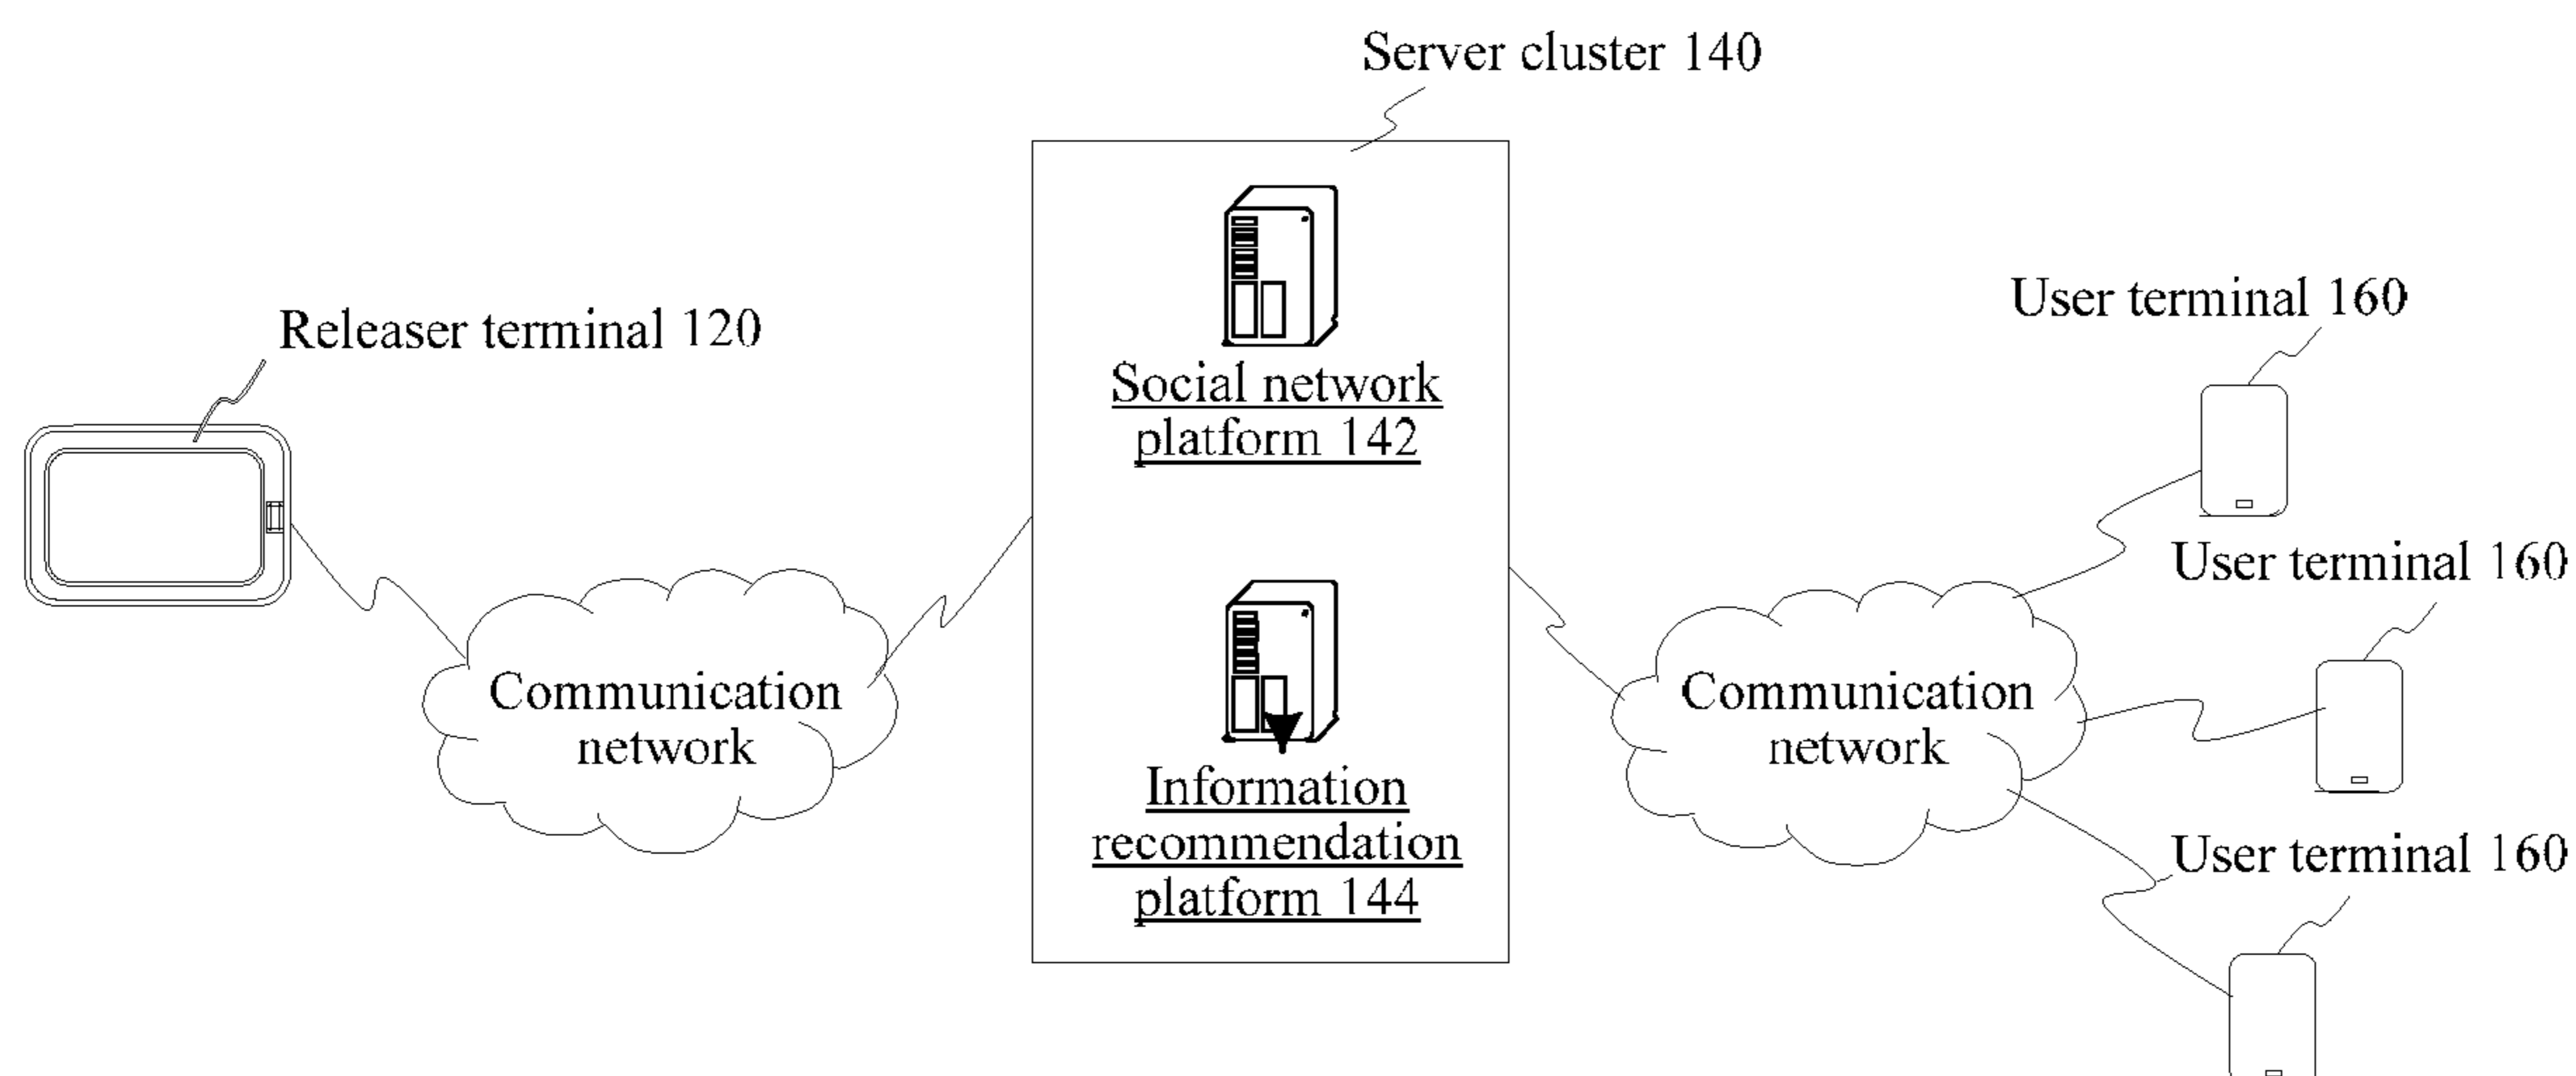 Server cluster 140
Releaser terminal 120
Social network
platform 142
Information
recommendation
platform 144
Communication
network
Communication
network
User terminal 160
User terminal 160
User terminal 160